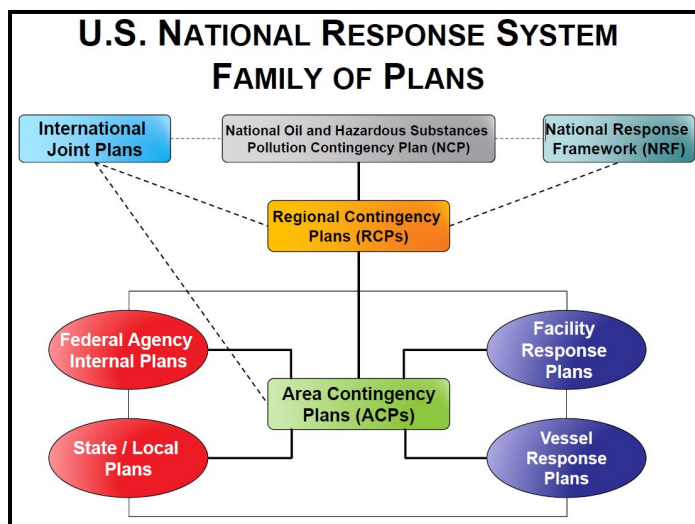 U.S. NATIONAL RESPONSE SYSTEM
FAMILY OF PLANS
International
Joint Plans
National Oil and Hazardous Substances
Pollution Contingency Plan (NCP)
National Response
Framework (NRF)
Regional Contingency
Plans (RCPs)
Federal Agency
Internal Plans
Facility
Response
Plans
Area Contingency
Plans (ACPs)
State / Local
Plans
Vessel
Response
Plans